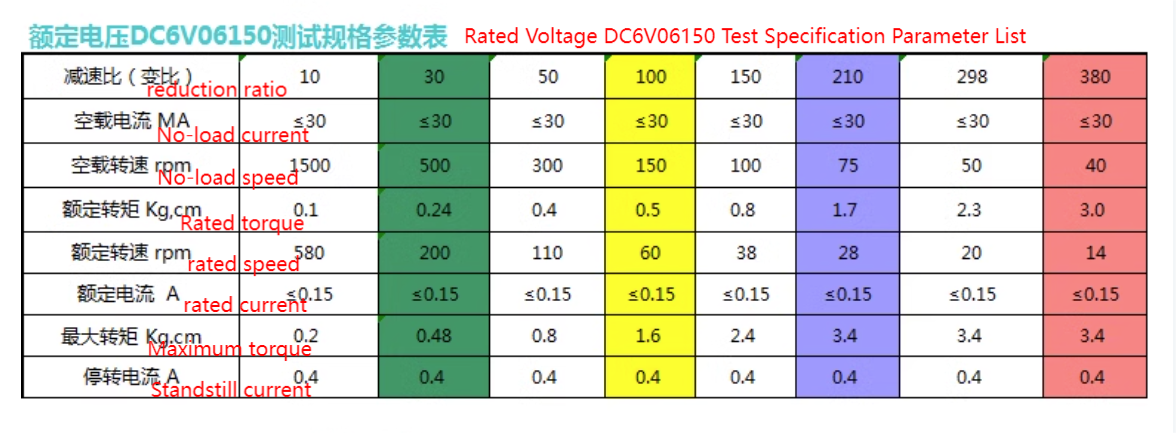 额定电压DC6V06150测试规格参数表 Rated Voltage DC6V06150 Test Specification Parameter List
减速比（变比） 10 30 50 100 150 210 298 380
reduction ratio
空载电流 MA ≤30 ≤30 ≤30 ≤30 ≤30 ≤30 ≤30 ≤30
No-load current
空载转速 rpm 1500 500 300 150 100 75 50 40
No-load speed
额定转矩 Kg,cm 0.1 0.24 0.4 0.5 0.8 1.7 2.3 3.0
Rated torque
额定转速 rpm 580 200 110 60 38 28 20 14
rated speed
额定电流 A ≤0.15 ≤0.15 ≤0.15 ≤0.15 ≤0.15 ≤0.15 ≤0.15 ≤0.15
rated current
最大转矩 Kg,cm 0.2 0.48 0.8 1.6 2.4 3.4 3.4 3.4
Maximum torque
停转电流 A 0.4 0.4 0.4 0.4 0.4 0.4 0.4 0.4
Standstill current